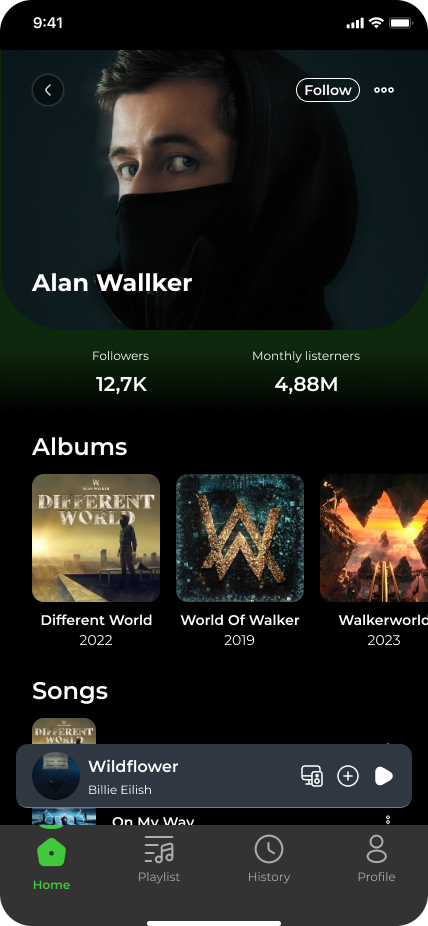 9:41
Follow
Alan Wallker
Followers
Monthly listerners
12,7K
4,88M
Albums
DIFFERENT
WORLD
Different World
World Of Walker
Walkerworld
2022
2019
2023
Songs
DIFFERENT
Wildflower
Billie Eilish
On My Way
Home
Playlist
History
Profile